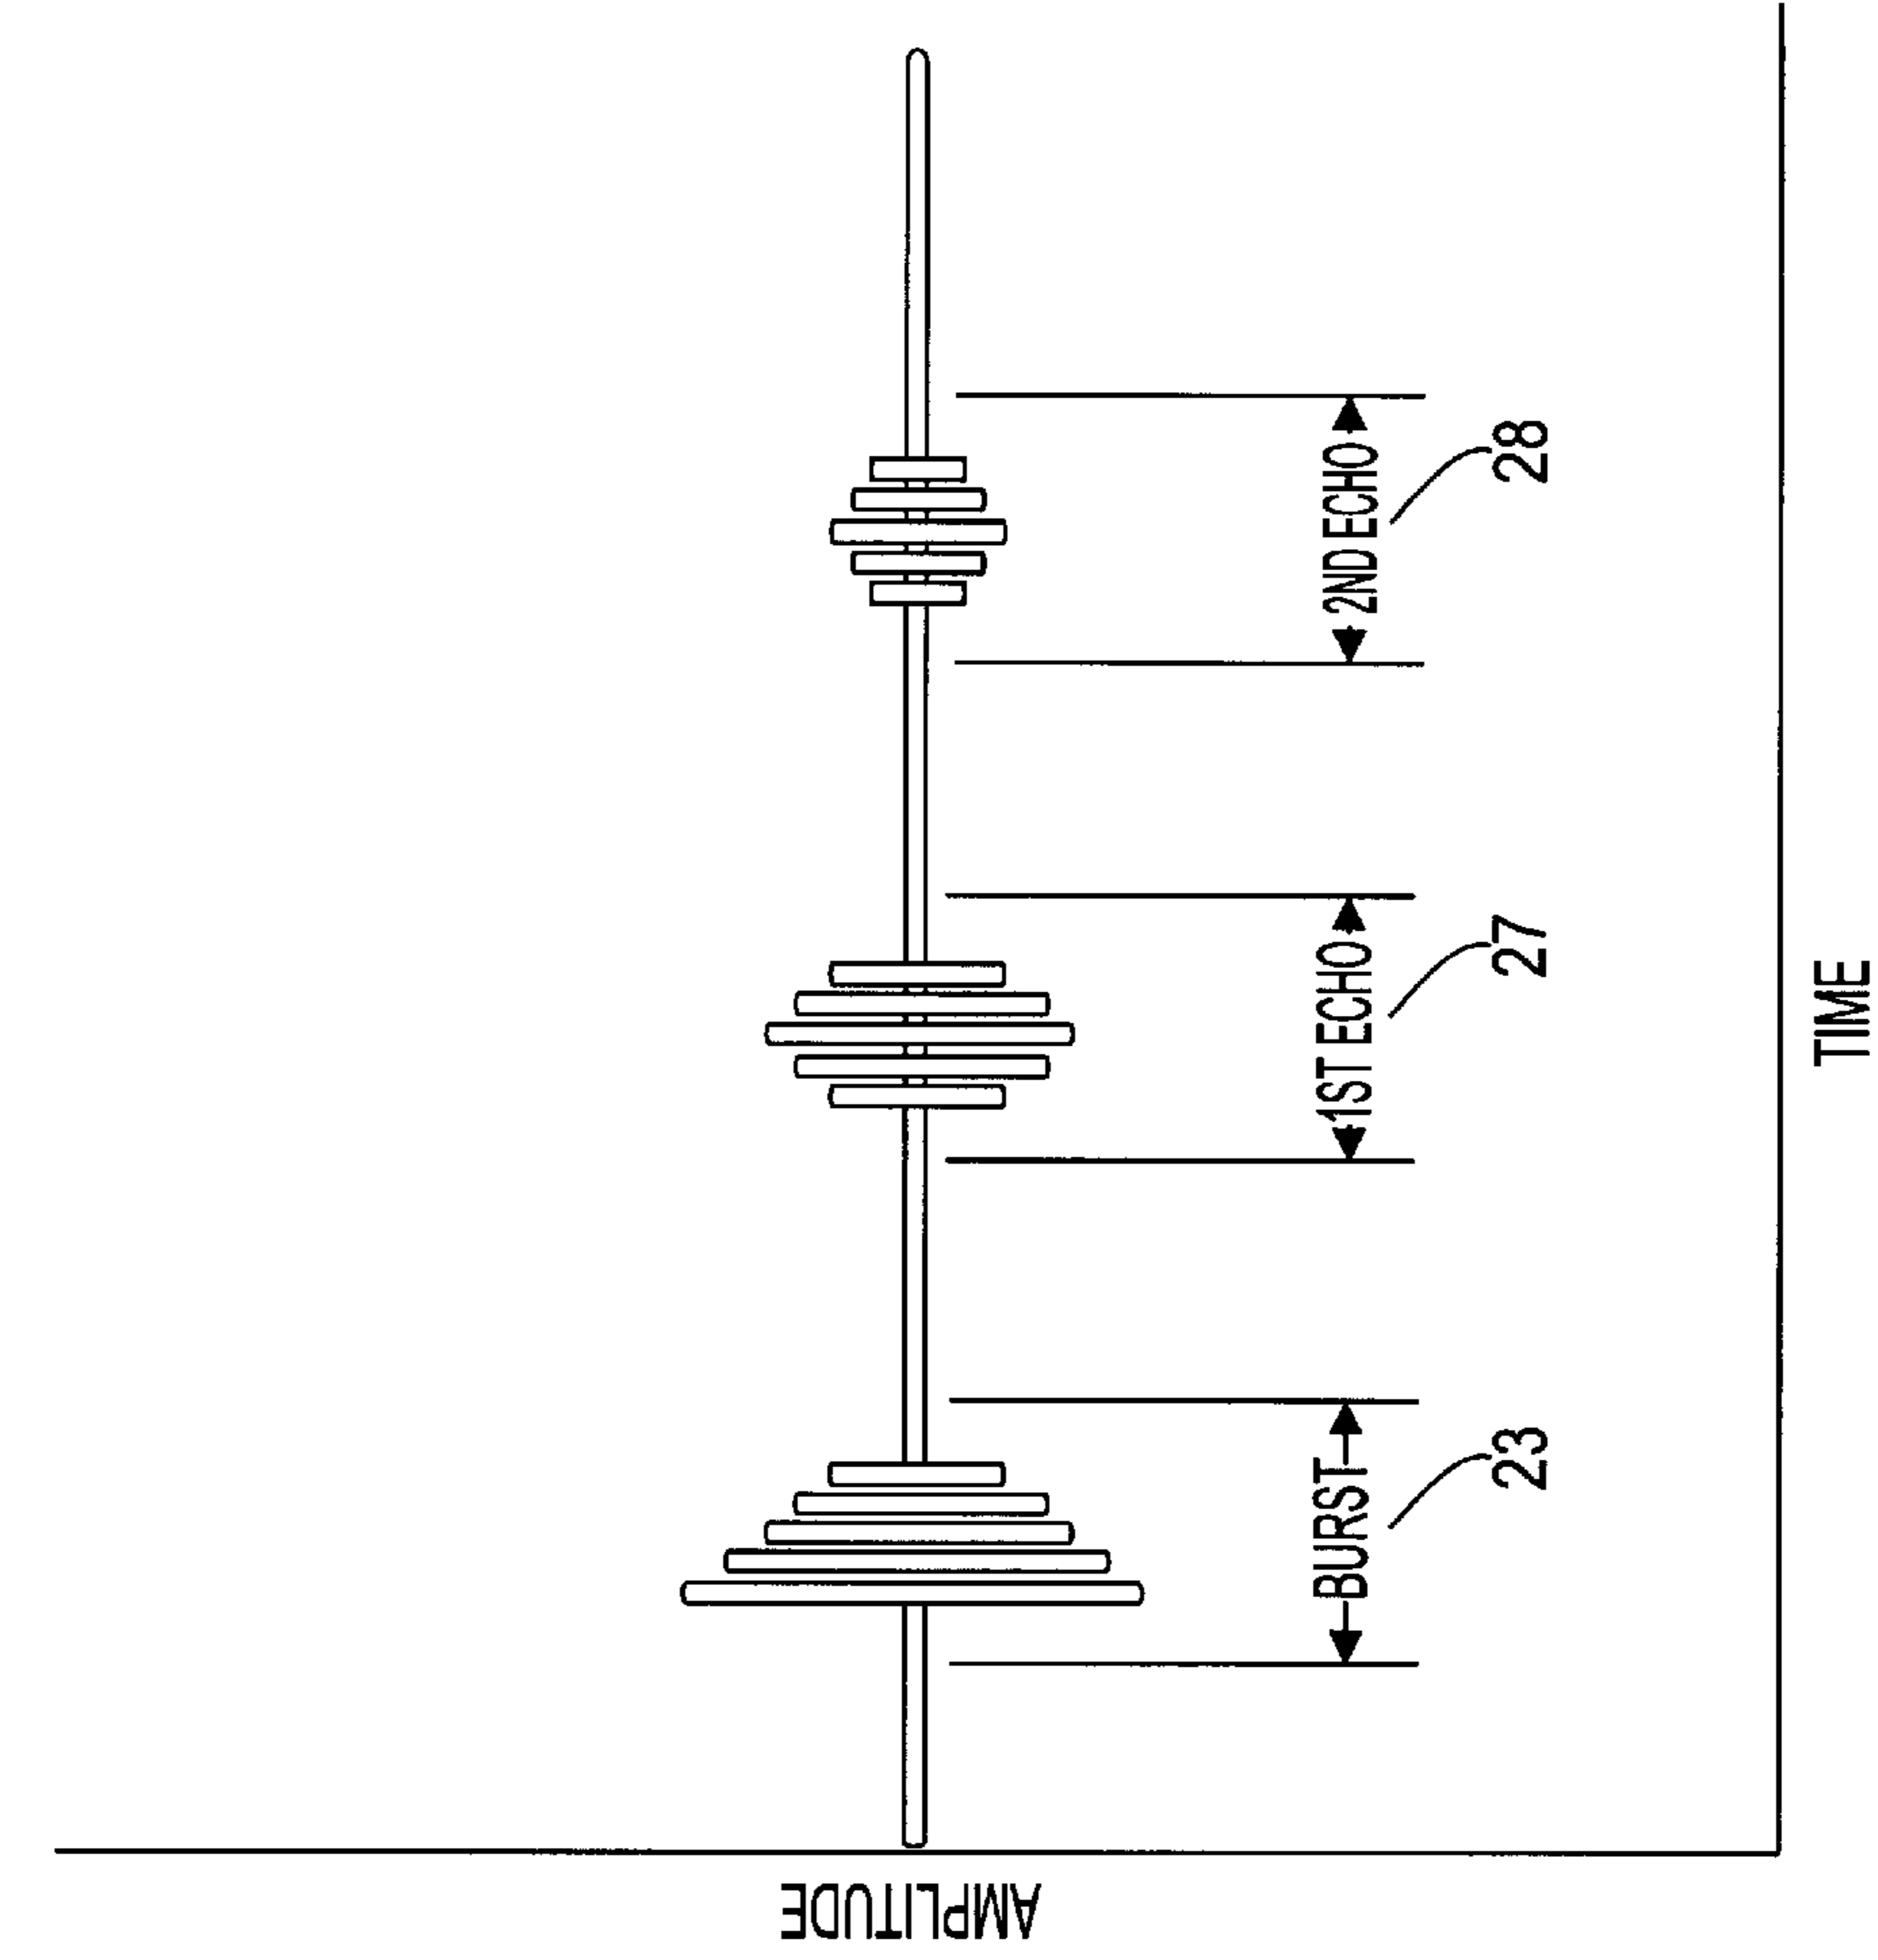 AMPLITUDE
BURST
1ST ECHO
2ND ECHO
23
27
28
TIME